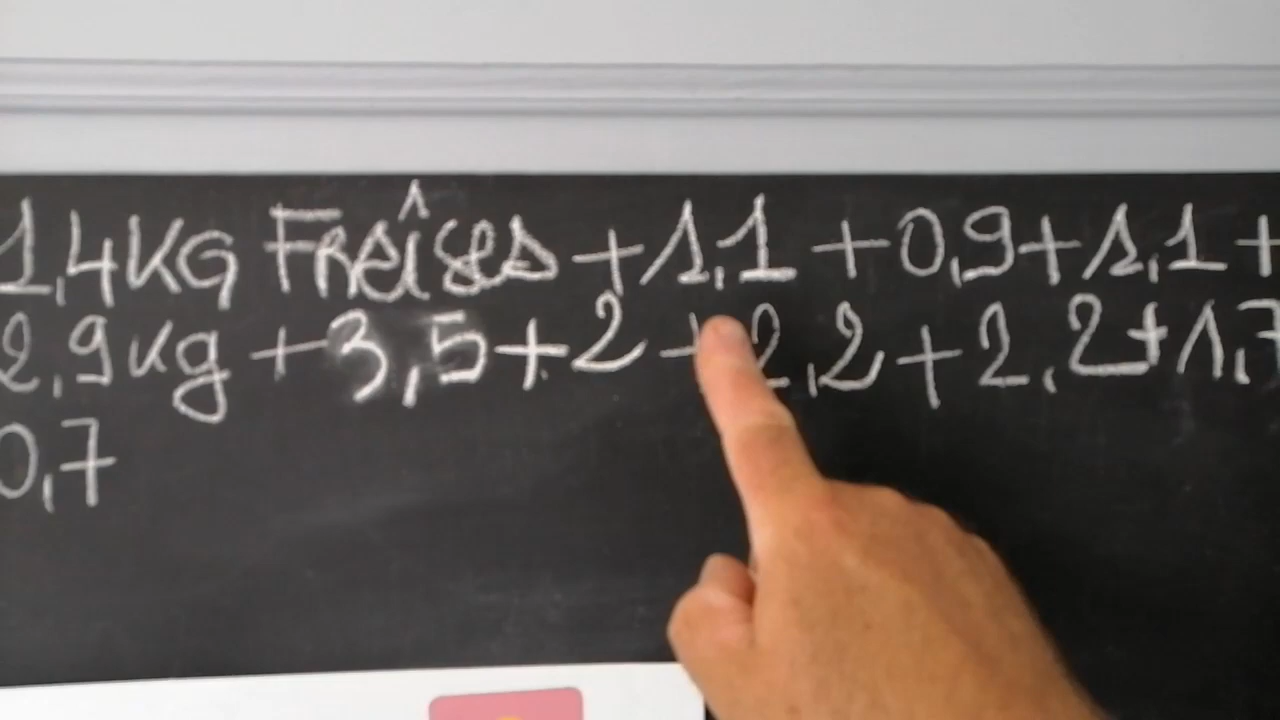 1,4KG FRaîses + 1,1 + 0,9 + 1,1 +
2,9kg + 3,5 + 2 + 2,2 + 2,2 + 1,7
0,7